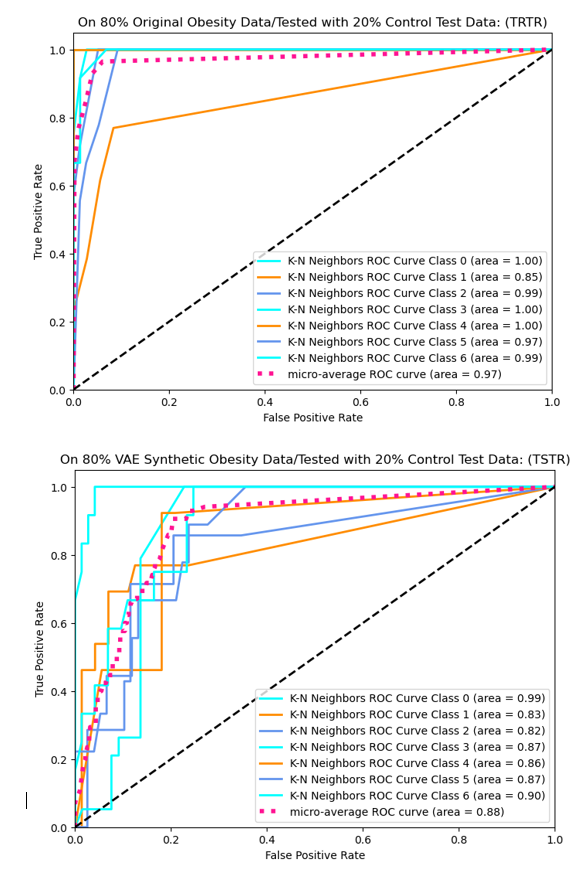 On 80% Original Obesity Data/Tested with 20% Control Test Data: (TRTR)
1.0
0.8
0.6
0.4
0.2
0.0
True Positive Rate
K-N Neighbors ROC Curve Class 0 (area = 1.00)
K-N Neighbors ROC Curve Class 1 (area = 0.85)
K-N Neighbors ROC Curve Class 2 (area = 0.99)
K-N Neighbors ROC Curve Class 3 (area = 1.00)
K-N Neighbors ROC Curve Class 4 (area = 1.00)
K-N Neighbors ROC Curve Class 5 (area = 0.97)
K-N Neighbors ROC Curve Class 6 (area = 0.99)
micro-average ROC curve (area = 0.97)
0.0 0.2 0.4 0.6 0.8 1.0
False Positive Rate
On 80% VAE Synthetic Obesity Data/Tested with 20% Control Test Data: (TSTR)
1.0
0.8
0.6
0.4
0.2
0.0
True Positive Rate
K-N Neighbors ROC Curve Class 0 (area = 0.99)
K-N Neighbors ROC Curve Class 1 (area = 0.83)
K-N Neighbors ROC Curve Class 2 (area = 0.82)
K-N Neighbors ROC Curve Class 3 (area = 0.87)
K-N Neighbors ROC Curve Class 4 (area = 0.86)
K-N Neighbors ROC Curve Class 5 (area = 0.87)
K-N Neighbors ROC Curve Class 6 (area = 0.90)
micro-average ROC curve (area = 0.88)
0.0 0.2 0.4 0.6 0.8 1.0
False Positive Rate